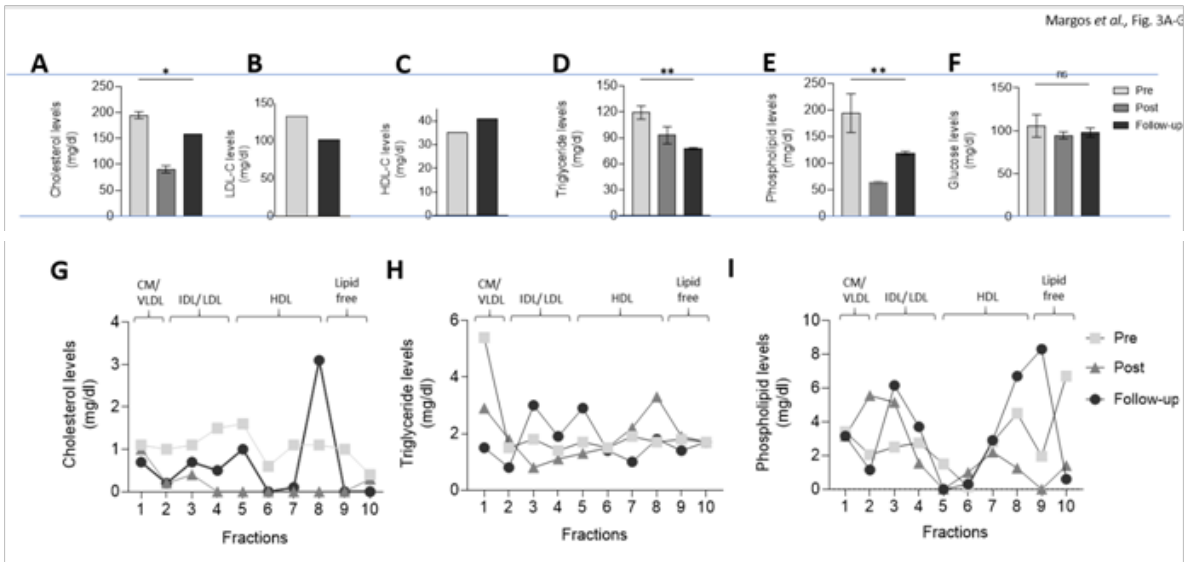 Margos et al., Fig. 3A-G
A
B
C
D
E
F
*
**
**
ns
Cholesterol levels
(mg/dl)
250
200
150
100
50
0
LDL-C levels
(mg/dl)
150
100
50
0
HDL-C levels
(mg/dl)
40
30
20
10
0
Triglyceride levels
(mg/dl)
120
90
60
30
0
Phospholipid levels
(mg/dl)
250
200
150
100
50
0
Glucose levels
(mg/dl)
150
100
50
0
Pre
Post
Follow-up
G
CM/
VLDL
IDL/LDL
HDL
Lipid
free
Cholesterol levels
(mg/dl)
4
3
2
1
0
1 2 3 4 5 6 7 8 9 10
Fractions
H
CM/
VLDL
IDL/LDL
HDL
Lipid
free
Triglyceride levels
(mg/dl)
6
4
2
0
1 2 3 4 5 6 7 8 9 10
Fractions
I
CM/
VLDL
IDL/LDL
HDL
Lipid
free
Phospholipid levels
(mg/dl)
10
8
6
4
2
0
1 2 3 4 5 6 7 8 9 10
Fractions
Pre
Post
Follow-up